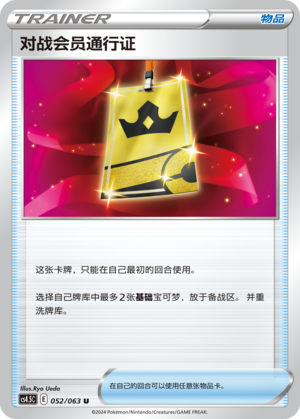 TRAINER 物品
对战会员通行证
这张卡牌，只能在自己最初的回合使用。
选择自己牌库中最多2张基础宝可梦，放于备战区。 并重
洗牌库。
Illus.Ryo Ueda
CS4.5C E 052/063 U
在自己的回合可以使用任意张物品卡。
©2024 Pokémon/Nintendo/Creatures/GAME FREAK.